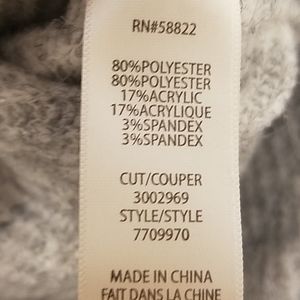 RN#58822
80%POLYESTER
80%POLYESTER
17%ACRYLIC
17%ACRYLIQUE
3%SPANDEX
3%SPANDEX
CUT/COUPER
3002969
STYLE/STYLE
7709970
MADE IN CHINA
FAIT DANS LA CHINE